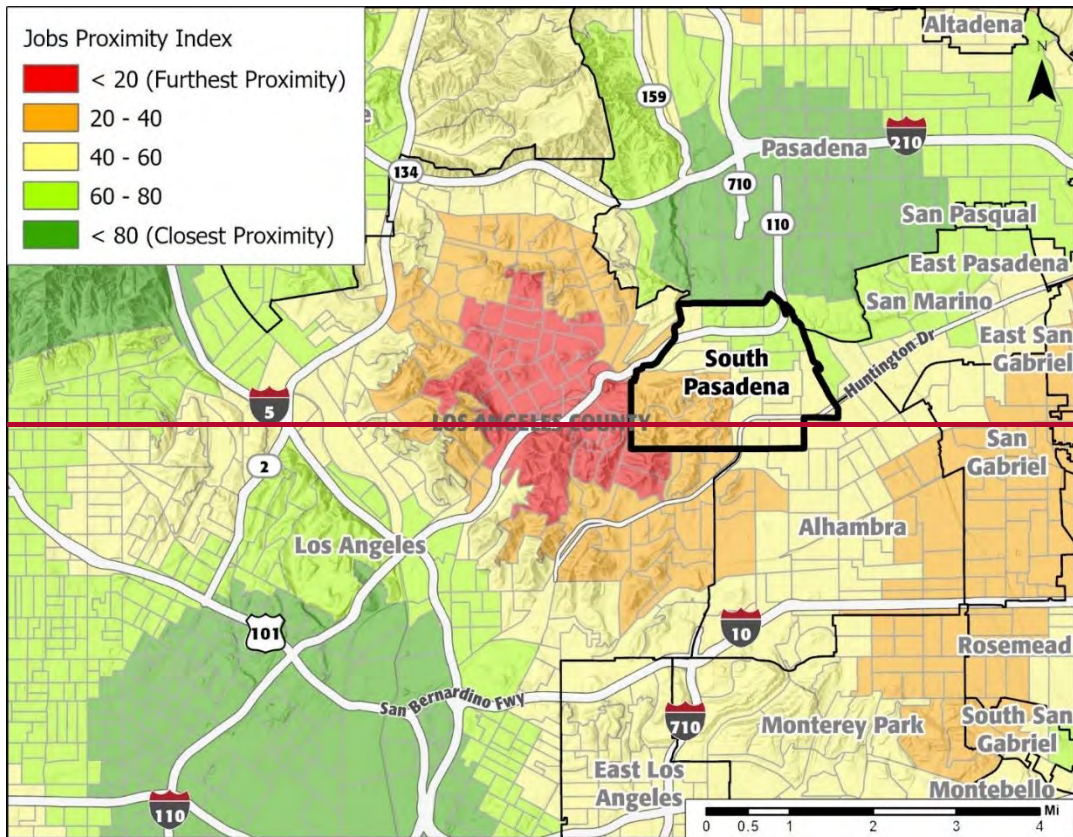 Jobs Proximity Index
< 20 (Furthest Proximity)
20 - 40
40 - 60
60 - 80
< 80 (Closest Proximity)
Altadena
N
159
210
Pasadena
134
710
110
San Pasqual
East Pasadena
San Marino
East San
Gabriel
South
Pasadena
Huntington Dr
5
LOS ANGELES COUNTY
2
San
Gabriel
Alhambra
Los Angeles
101
10
Rosemead
San Bernardino Fwy
710
Monterey Park
South San
Gabriel
East Los
Angeles
Montebello
110
Mi
0 0.5 1 2 3 4